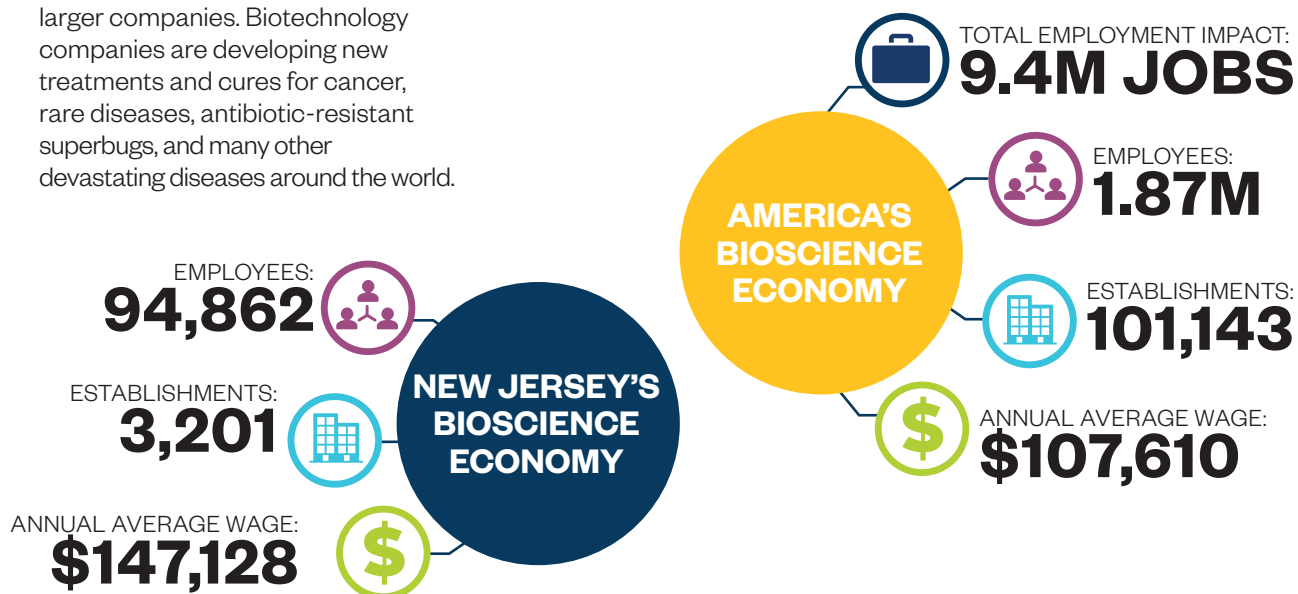 larger companies. Biotechnology
companies are developing new
treatments and cures for cancer,
rare diseases, antibiotic-resistant
superbugs, and many other
devastating diseases around the world.
EMPLOYEES:
94,862
ESTABLISHMENTS:
3,201
ANNUAL AVERAGE WAGE:
$147,128
NEW JERSEY'S
BIOSCIENCE
ECONOMY
AMERICA'S
BIOSCIENCE
ECONOMY
TOTAL EMPLOYMENT IMPACT:
9.4M JOBS
EMPLOYEES:
1.87M
ESTABLISHMENTS:
101,143
ANNUAL AVERAGE WAGE:
$107,610
$
$